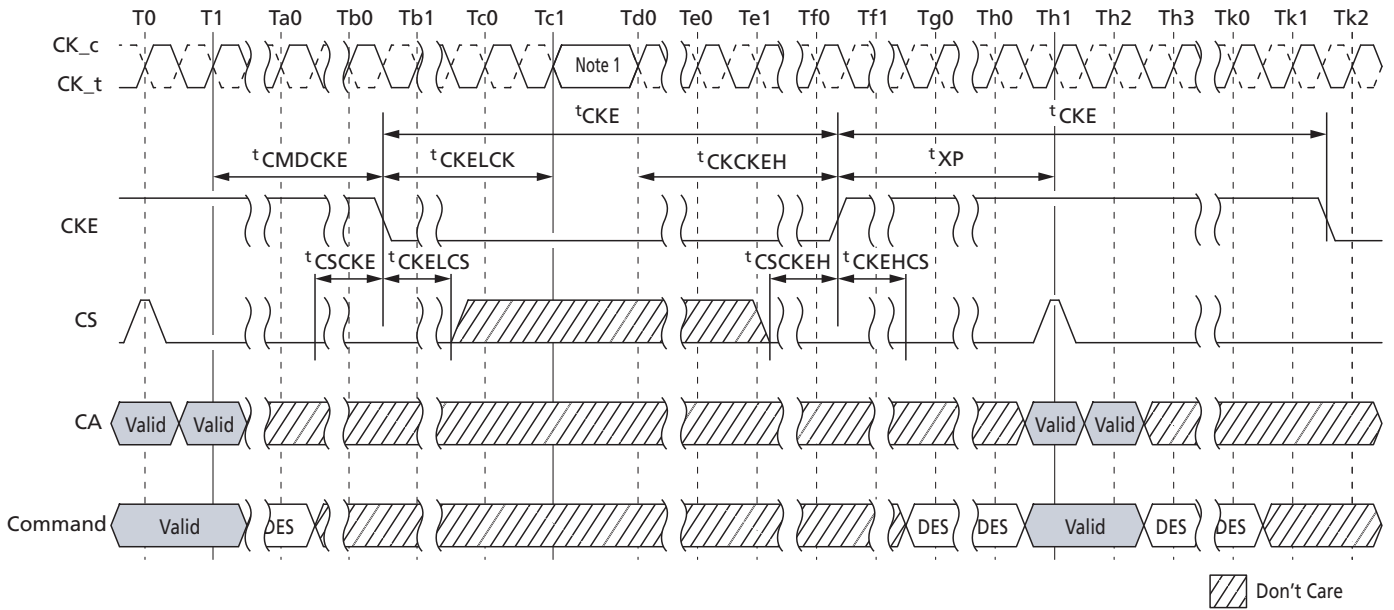 T0 T1 Ta0 Tb0 Tb1 Tc0 Tc1 Td0 Te0 Te1 Tf0 Tf1 Tg0 Th0 Th1 Th2 Th3 Tk0 Tk1 Tk2
CK_c
CK_t
Note 1
tCKE tCKE
tCMDCKE tCKELCK tCKCKEH tXP
CKE
tCSCKE tCKELCS tCSCKEH tCKEHCS
CS
CA Valid Valid Valid Valid
Command Valid DES DES DES Valid DES DES
Don't Care